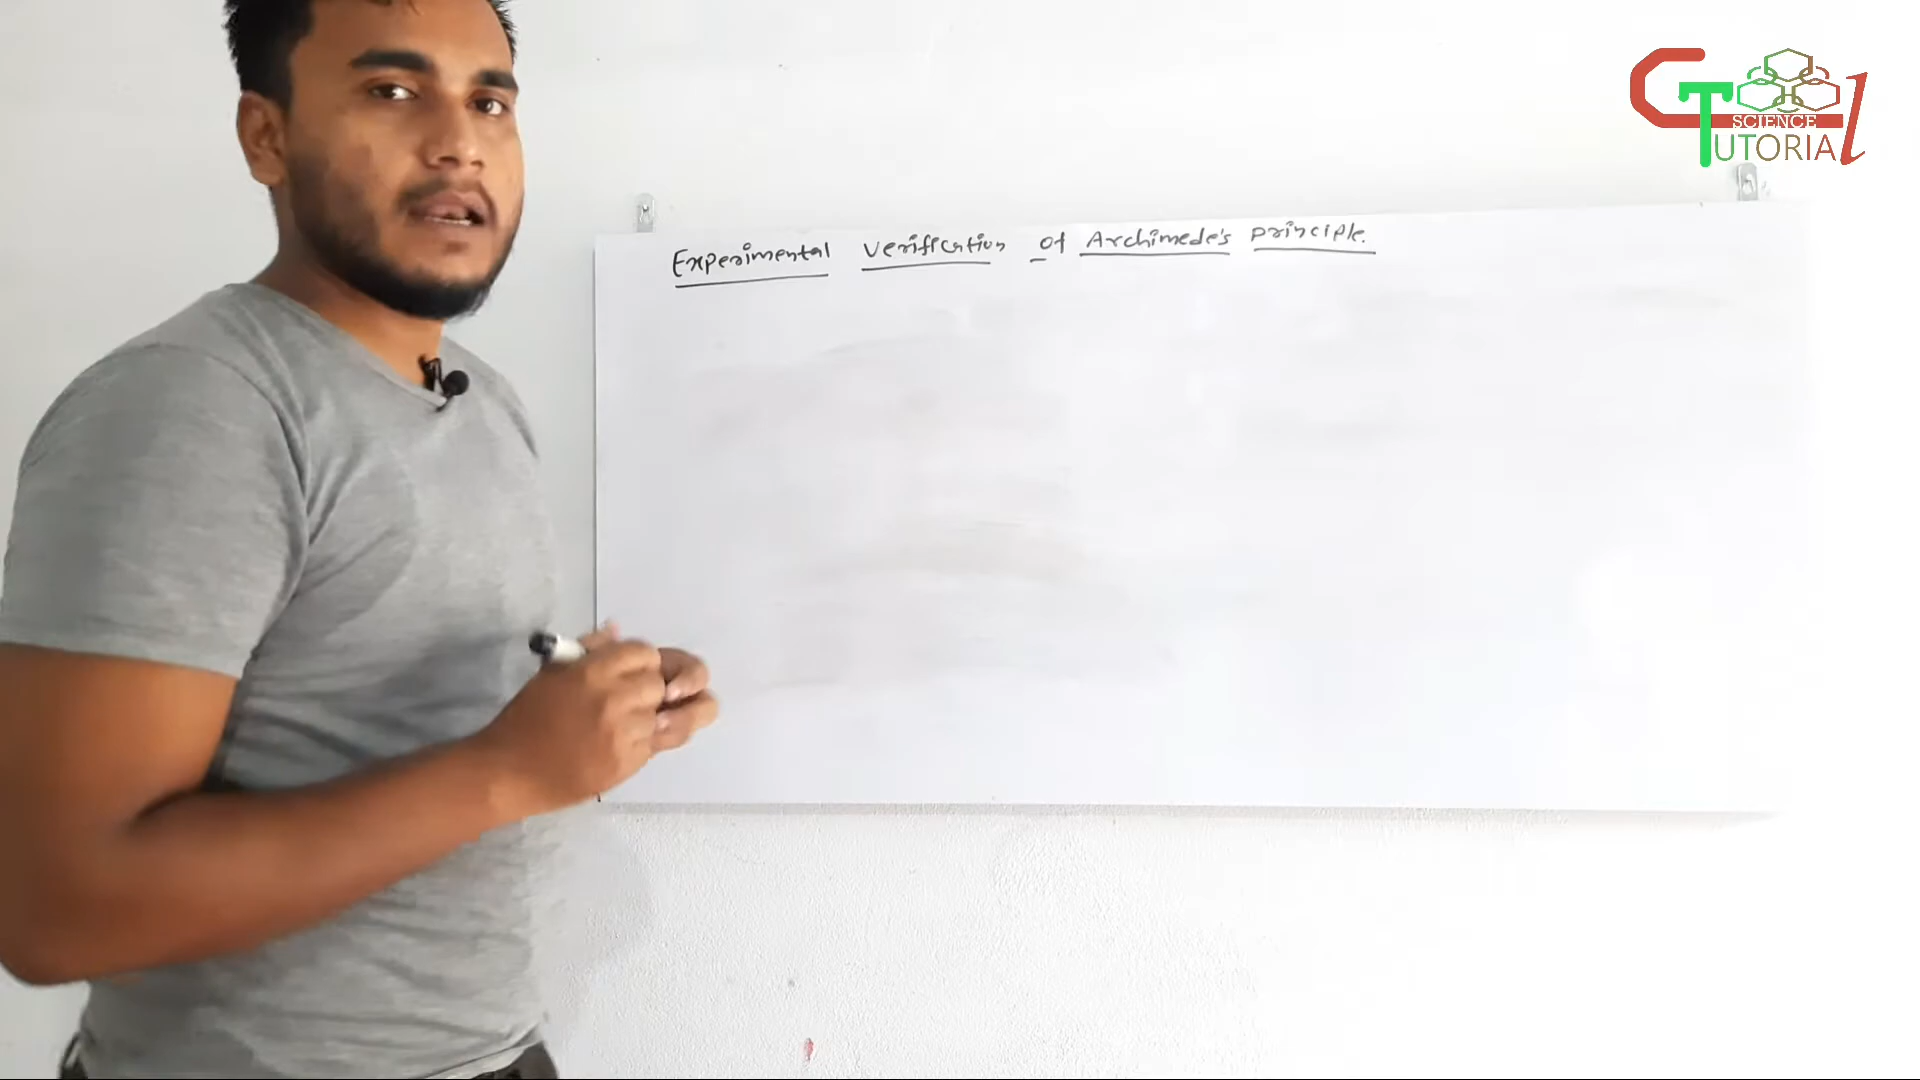 Experimental Verification of Archimede's principle.
SCIENCE
TUTORIAL